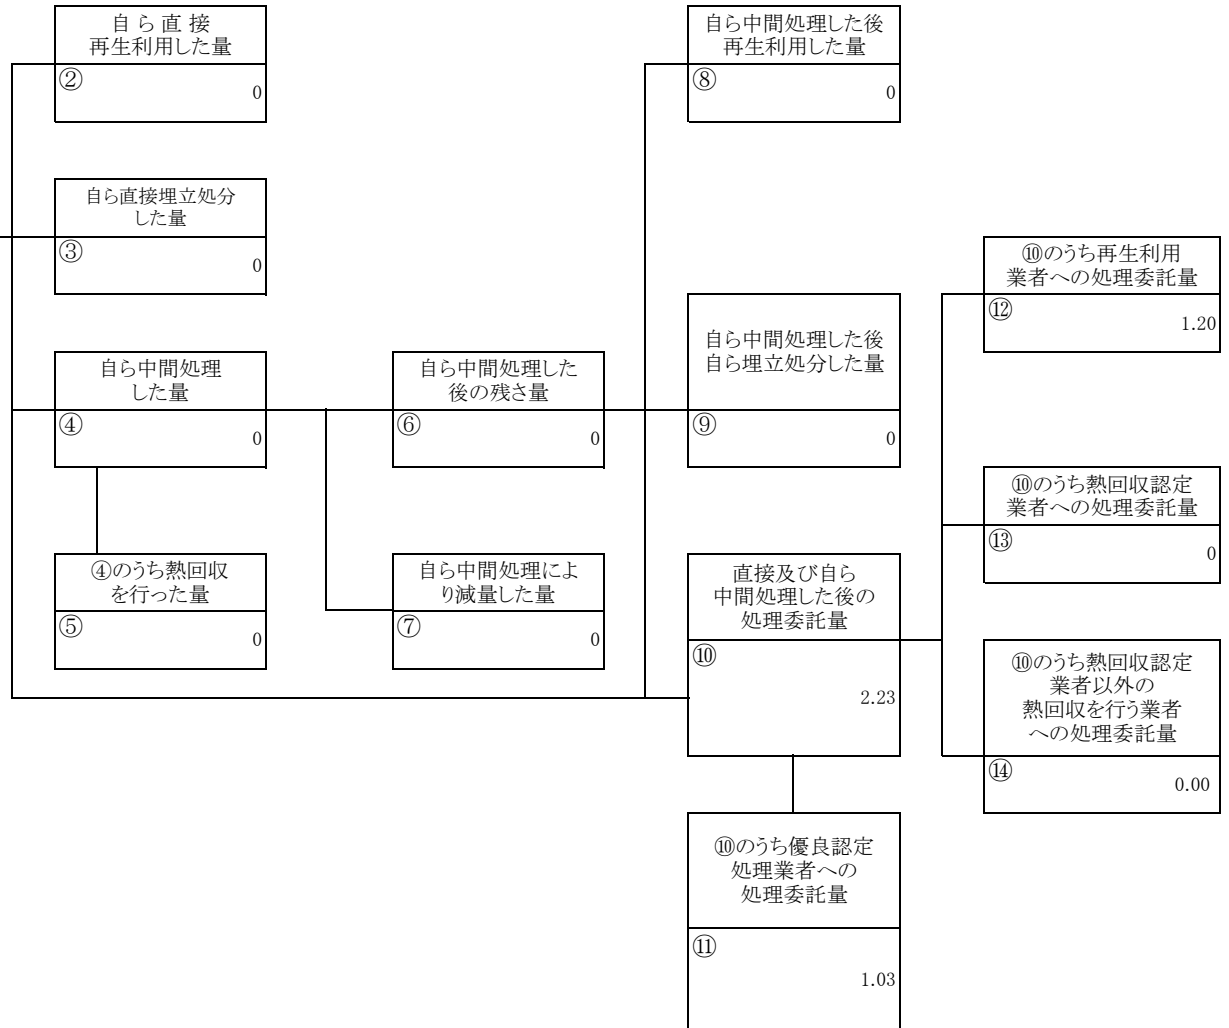 自 ら 直 接
再生利用した量
②
0
自ら直接埋立処分
した量
③
0
自ら中間処理
した量
④
0
④のうち熱回収
を行った量
⑤
0
自ら中間処理した
後の残さ量
⑥
0
自ら中間処理によ
り減量した量
⑦
0
自ら中間処理した後
再生利用した量
⑧
0
自ら中間処理した後
自ら埋立処分した量
⑨
0
直接及び自ら
中間処理した後の
処理委託量
⑩
2.23
⑩のうち優良認定
処理業者への
処理委託量
⑪
1.03
⑩のうち再生利用
業者への処理委託量
⑫
1.20
⑩のうち熱回収認定
業者への処理委託量
⑬
0
⑩のうち熱回収認定
業者以外の
熱回収を行う業者
への処理委託量
⑭
0.00